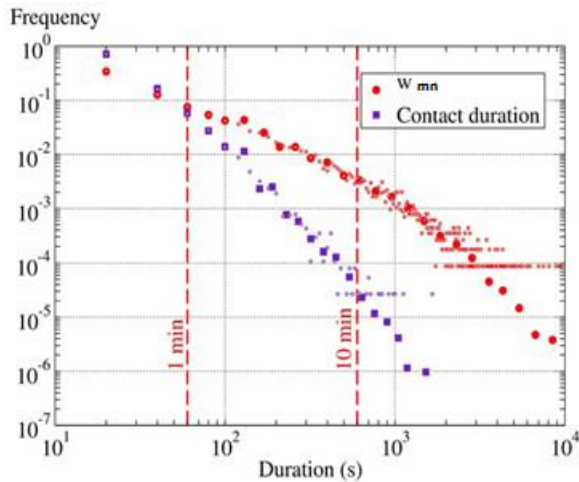 Frequency
10^0
10^-1
10^-2
10^-3
10^-4
10^-5
10^-6
10^-7
w mn
Contact duration
1 min
10 min
10^1
10^2
10^3
10^4
Duration (s)